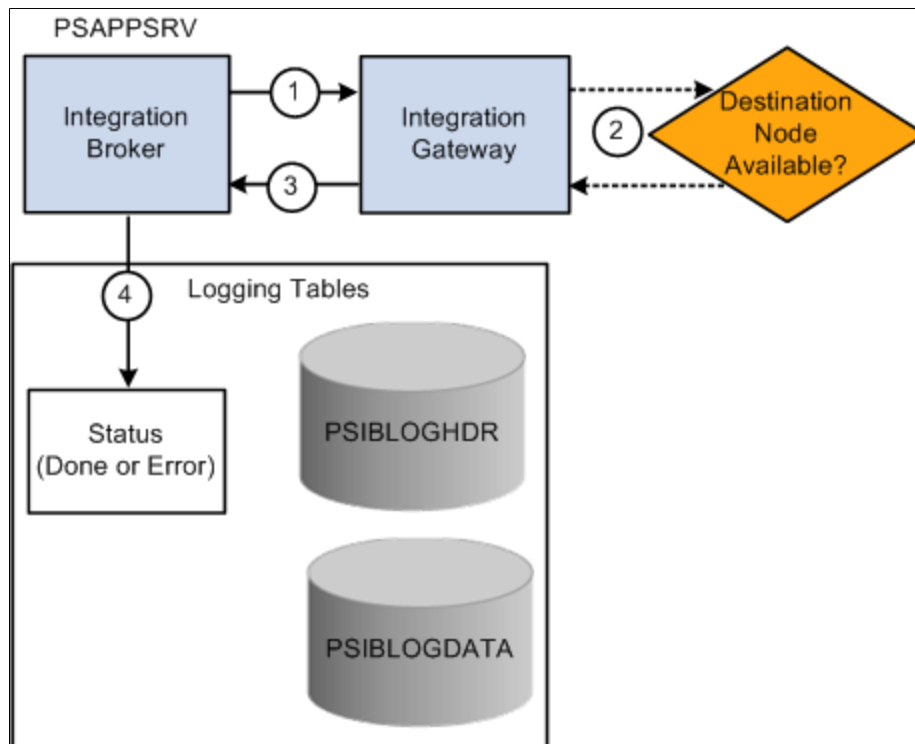 PSAPPSRV
Integration
Broker
1
Integration
Gateway
2
Destination
Node
Available?
3
4
Logging Tables
Status
(Done or Error)
PSIBLOGHDR
PSIBLOGDATA